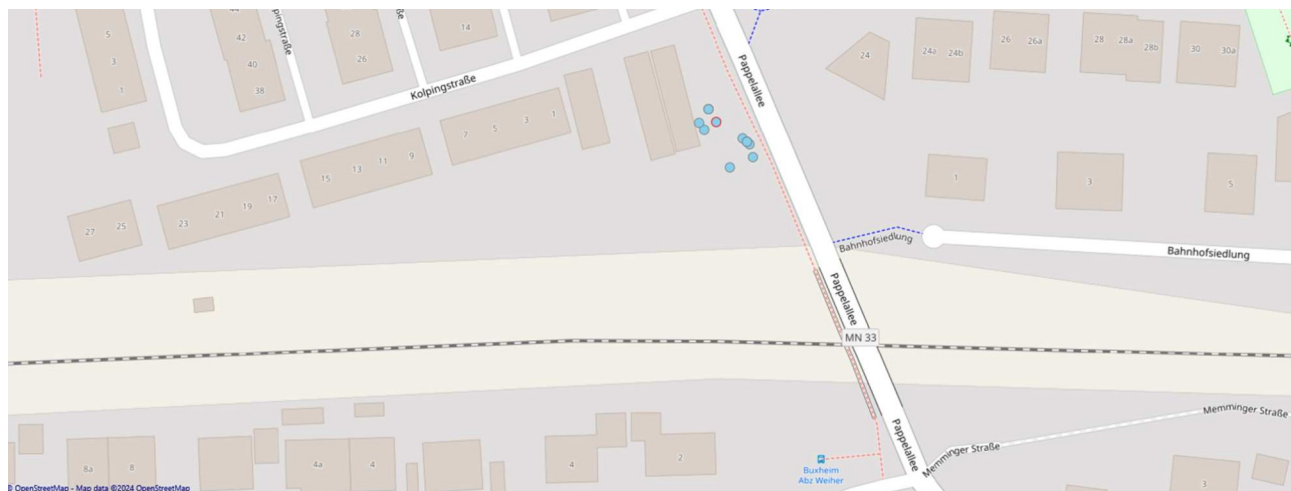 5
3
1
42
40
38
28
26
14
Kolpingstraße
Pappelallee
24
24a
24b
26
26a
28
28a
28b
30
30a
7
5
3
1
15
13
11
9
23
21
19
17
27
25
1
3
5
Bahnhofsiedlung
Bahnhofsiedlung
Pappelallee
MN 33
Memminger Straße
Memminger Straße
Pappelallee
8a
8
4a
4
4
2
Buxheim
Abz Weiher
3
© OpenStreetMap - Map data ©2024 OpenStreetMap